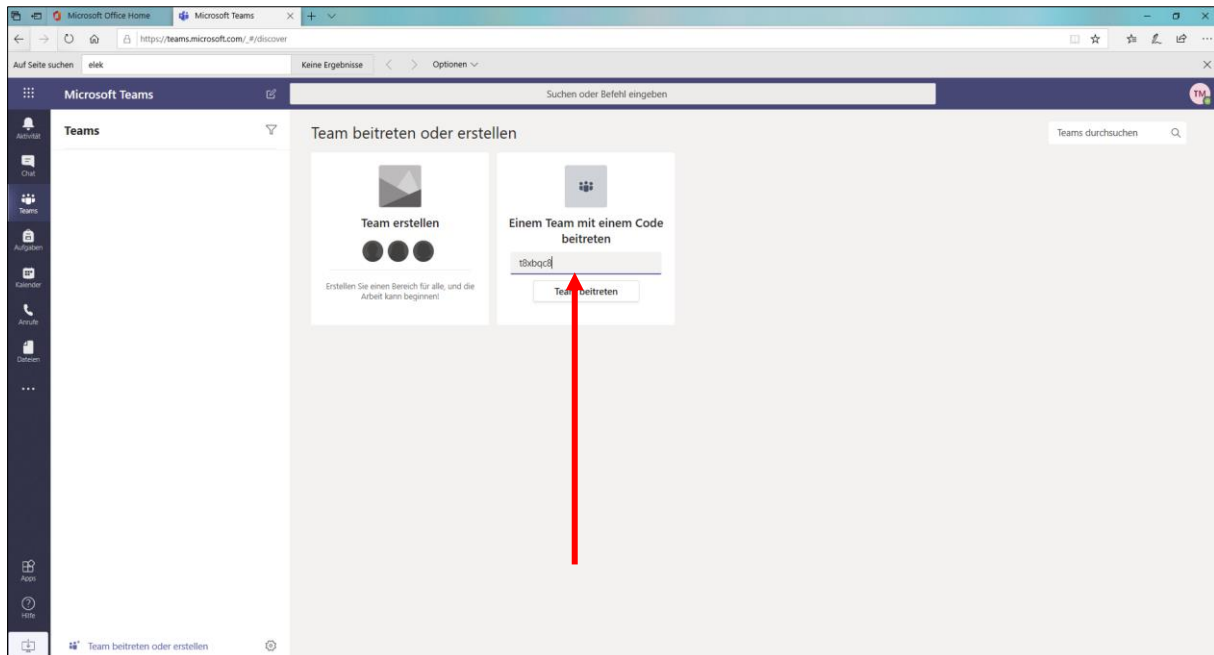 Microsoft Office Home
Microsoft Teams
https://teams.microsoft.com/_#/discover
Auf Seite suchen elek Keine Ergebnisse Optionen
Microsoft Teams
Suchen oder Befehl eingeben
TM
Aktivität
Chat
Teams
Aufgaben
Kalender
Anrufe
Dateien
Apps
Hilfe
Teams
Team beitreten oder erstellen
Team beitreten oder erstellen
Teams durchsuchen
Team erstellen
Erstellen Sie einen Bereich für alle, und die
Arbeit kann beginnen!
Einem Team mit einem Code
beitreten
t8xbqc8
Team beitreten